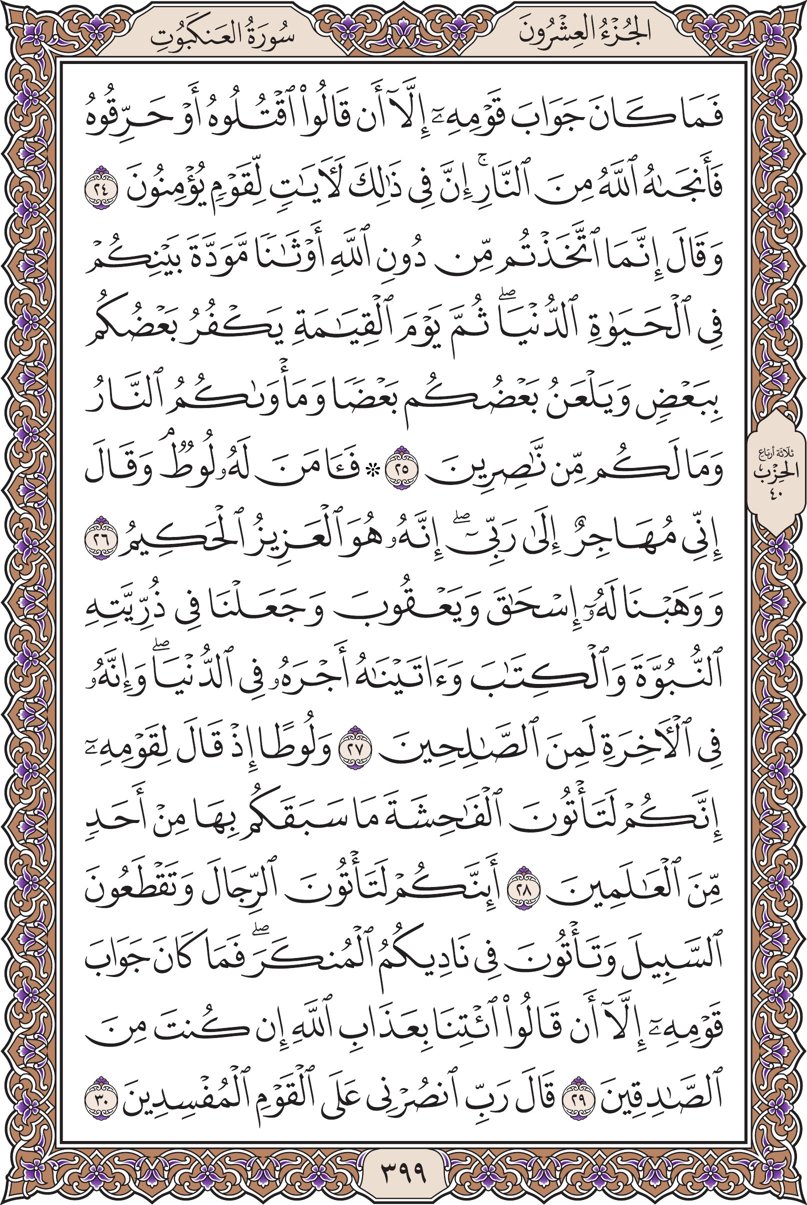 الجُزْءُ العِشْرُونَ
سُورَةُ العَنكَبُوتِ
فَمَا كَانَ جَوَابَ قَوْمِهِۦٓ إِلَّآ أَن قَالُوا۟ ٱقْتُلُوهُ أَوْ حَرِّقُوهُ
فَأَنجَىٰهُ ٱللَّهُ مِنَ ٱلنَّارِۚ إِنَّ فِى ذَٰلِكَ لَءَايَٰتٍ لِّقَوْمٍ يُؤْمِنُونَ ٢٤
وَقَالَ إِنَّمَا ٱتَّخَذْتُم مِّن دُونِ ٱللَّهِ أَوْثَٰنًا مَّوَدَّةَ بَيْنِكُمْ
فِى ٱلْحَيَوٰةِ ٱلدُّنْيَاۖ ثُمَّ يَوْمَ ٱلْقِيَٰمَةِ يَكْفُرُ بَعْضُكُم
بِبَعْضٍ وَيَلْعَنُ بَعْضُكُم بَعْضًا وَمَأْوَىٰكُمُ ٱلنَّارُ
وَمَا لَكُم مِّن نَّٰصِرِينَ ٢٥ ۞ فَـَٔامَنَ لَهُۥ لُوطٌۘ وَقَالَ
إِنِّى مُهَاجِرٌ إِلَىٰ رَبِّىٓۖ إِنَّهُۥ هُوَ ٱلْعَزِيزُ ٱلْحَكِيمُ ٢٦
وَوَهَبْنَا لَهُۥٓ إِسْحَٰقَ وَيَعْقُوبَ وَجَعَلْنَا فِى ذُرِّيَّتِهِ
ٱلنُّبُوَّةَ وَٱلْكِتَٰبَ وَءَاتَيْنَٰهُ أَجْرَهُۥ فِى ٱلدُّنْيَاۖ وَإِنَّهُۥ
فِى ٱلْءَاخِرَةِ لَمِنَ ٱلصَّٰلِحِينَ ٢٧ وَلُوطًا إِذْ قَالَ لِقَوْمِهِۦٓ
إِنَّكُمْ لَتَأْتُونَ ٱلْفَٰحِشَةَ مَا سَبَقَكُم بِهَا مِنْ أَحَدٍ
مِّنَ ٱلْعَٰلَمِينَ ٢٨ أَئِنَّكُمْ لَتَأْتُونَ ٱلرِّجَالَ وَتَقْطَعُونَ
ٱلسَّبِيلَ وَتَأْتُونَ فِى نَادِيكُمُ ٱلْمُنكَرَۖ فَمَا كَانَ جَوَابَ
قَوْمِهِۦٓ إِلَّآ أَن قَالُوا۟ ٱئْتِنَا بِعَذَابِ ٱللَّهِ إِن كُنتَ مِنَ
ٱلصَّٰدِقِينَ ٢٩ قَالَ رَبِّ ٱنصُرْنِى عَلَى ٱلْقَوْمِ ٱلْمُفْسِدِينَ ٣٠
ثلاثة أرباع
الحِزْب
٤٠
٣٩٩